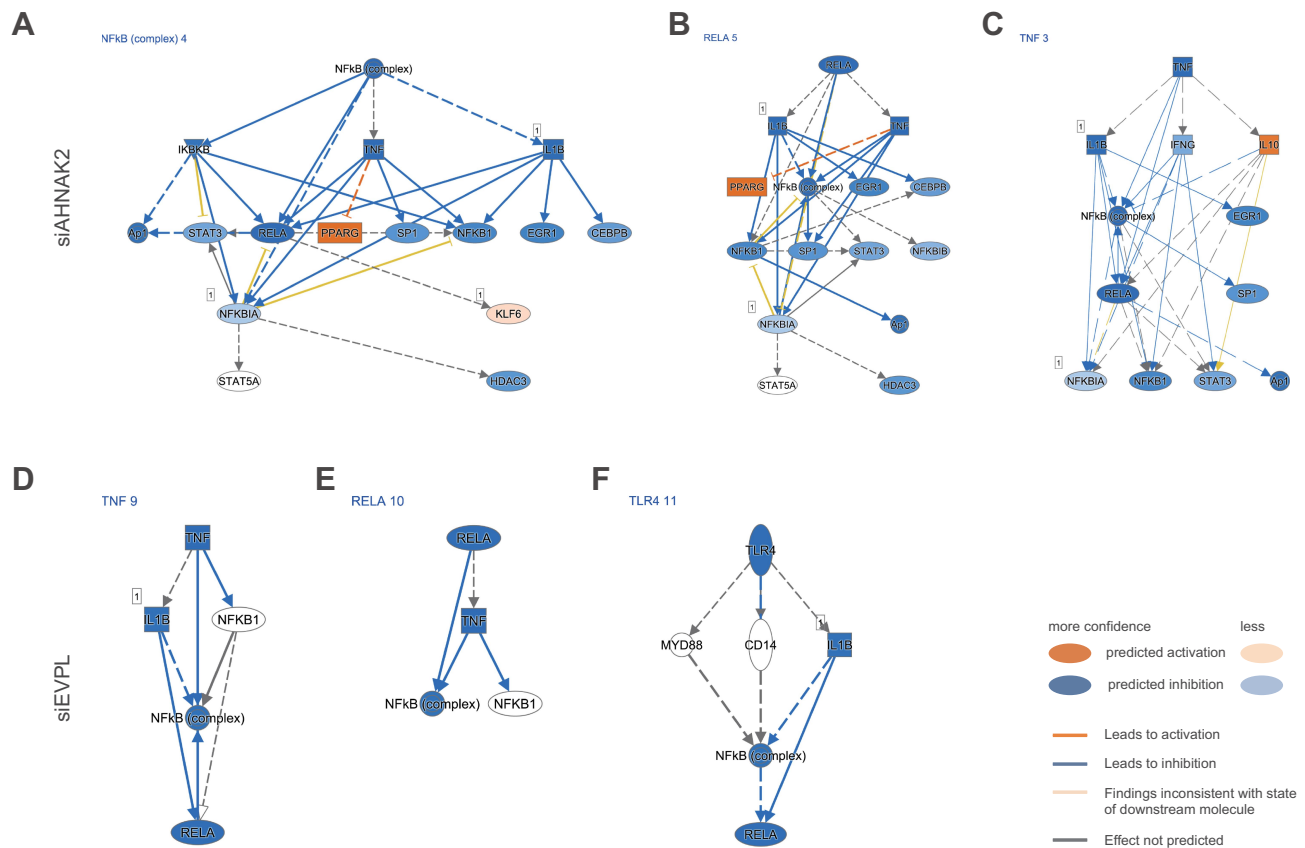 A
NFkB (complex) 4
NFkB (complex)
1
IKBKB
TNF
IL1B
Ap1
STAT3
RELA
PPARG
SP1
NFKB1
EGR1
CEBPB
1
NFKBIA
1
KLF6
STAT5A
HDAC3
siAHNAK2
B
RELA 5
RELA
1
IL1B
TNF
PPARG
NFkB (complex)
EGR1
CEBPB
NFKB1
SP1
STAT3
NFKBIB
1
NFKBIA
Ap1
STAT5A
HDAC3
C
TNF 3
TNF
1
IL1B
IFNG
IL10
NFkB (complex)
EGR1
RELA
SP1
1
NFKBIA
NFKB1
STAT3
Ap1
D
TNF 9
TNF
1
IL1B
NFKB1
NFkB (complex)
RELA
siEVPL
E
RELA 10
RELA
TNF
NFkB (complex)
NFKB1
F
TLR4 11
TLR4
1
MYD88
CD14
IL1B
NFkB (complex)
RELA
more confidence
less
predicted activation
predicted inhibition
Leads to activation
Leads to inhibition
Findings inconsistent with state
of downstream molecule
Effect not predicted